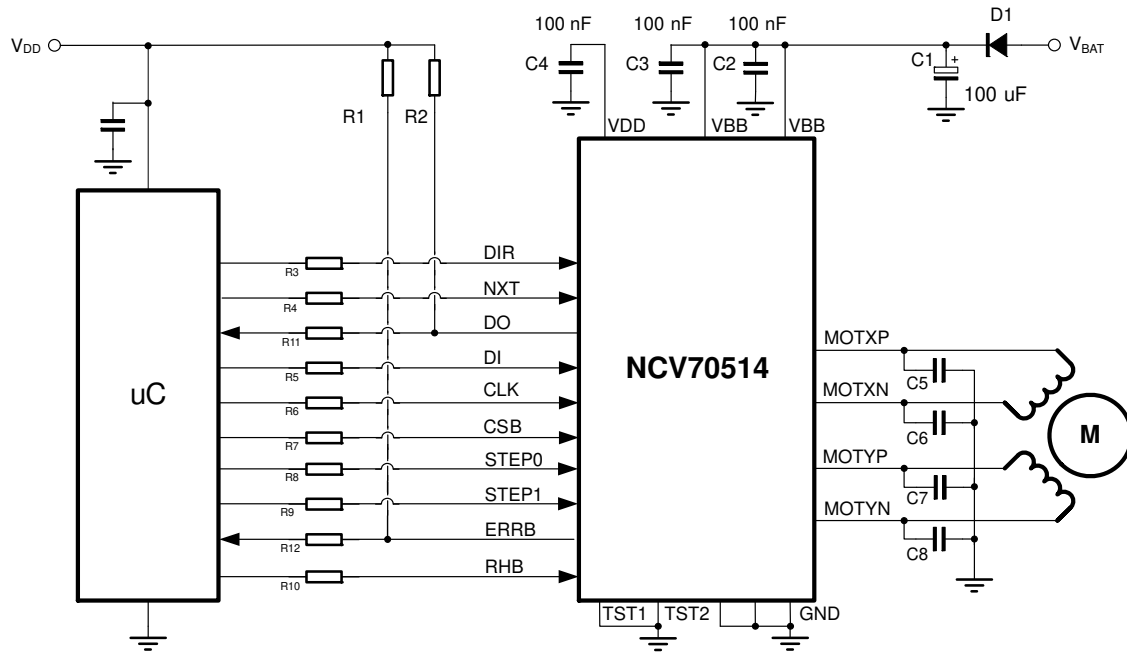 100 nF
100 nF
100 nF
D1
VDD
VBAT
C4
C3
C2
C1
+
100 uF
R1
R2
VDD
VBB
VBB
R3
DIR
R4
NXT
R11
DO
R5
DI
R6
CLK
R7
CSB
R8
STEP0
R9
STEP1
R12
ERRB
R10
RHB
uC
NCV70514
MOTXP
C5
MOTXN
C6
MOTYP
C7
MOTYN
C8
M
TST1
TST2
GND